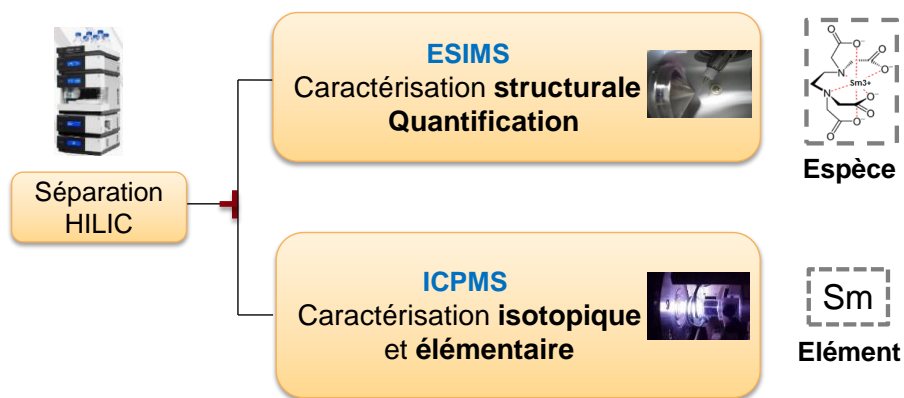 ESIMS
Caractérisation structurale
Quantification
O
O⁻
O
O⁻
N
Sm3+
N
O⁻
O
O
O⁻
Espèce
Séparation
HILIC
ICPMS
Caractérisation isotopique
et élémentaire
Sm
Elément